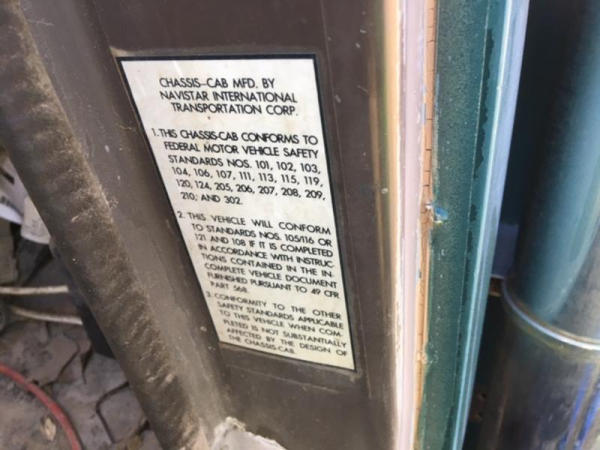 CHASSIS-CAB MFD. BY
NAVISTAR INTERNATIONAL
TRANSPORTATION CORP.
1. THIS CHASSIS-CAB CONFORMS TO
FEDERAL MOTOR VEHICLE SAFETY
STANDARDS NOS. 101, 102, 103,
104, 106, 107, 111, 113, 115, 119,
120, 124, 205, 206, 207, 208, 209,
210, AND 302.
2. THIS VEHICLE WILL CONFORM
TO STANDARDS NOS. 105/116 OR
121 AND 108 IF IT IS COMPLETED
IN ACCORDANCE WITH INSTRUC-
TIONS CONTAINED IN THE IN-
COMPLETE VEHICLE DOCUMENT
FURNISHED PURSUANT TO 49 CFR
PART 568.
3. CONFORMITY TO THE OTHER
SAFETY STANDARDS APPLICABLE
TO THIS VEHICLE WHEN COM-
PLETED IS NOT SUBSTANTIALLY
AFFECTED BY THE DESIGN OF
THE CHASSIS-CAB.